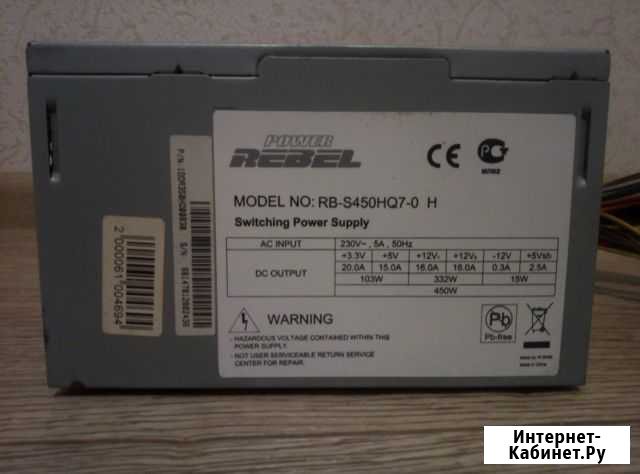 POWER
REBEL
CE
MODEL NO: RB-S450HQ7-0 H
Switching Power Supply
AC INPUT 230V~, 5A, 50Hz
DC OUTPUT +3.3V +5V +12V₁ +12V₂ -12V +5Vsb
20.0A 15.0A 16.0A 16.0A 0.3A 2.5A
103W 332W 15W
450W
WARNING
- HAZARDOUS VOLTAGE CONTAINED WITHIN THIS
POWER SUPPLY.
- NOT USER SERVICEABLE RETURN SERVICE
CENTER FOR REPAIR.
Pb
Pb-free
Made in China
2000061004694
P/N
S/N
Интернет-
Кабинет.Ру